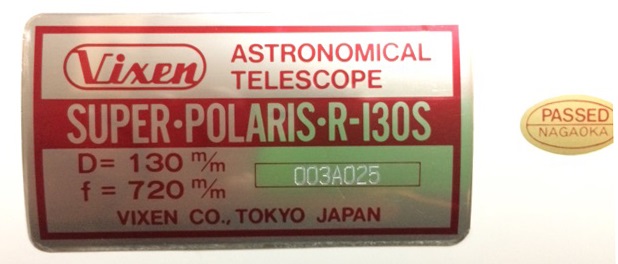 Vixen
ASTRONOMICAL
TELESCOPE
SUPER·POLARIS·R-130S
D= 130 m/m
f = 720 m/m
003A025
VIXEN CO., TOKYO JAPAN
PASSED
NAGAOKA